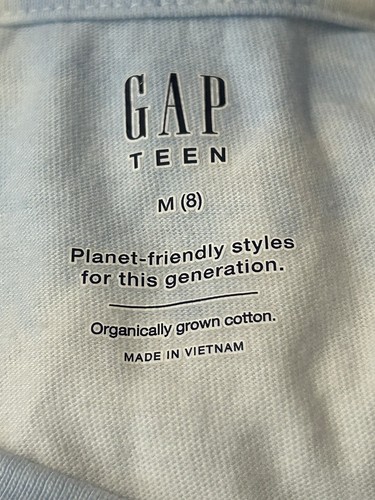 GAP
TEEN
M (8)
Planet-friendly styles
for this generation.
Organically grown cotton.
MADE IN VIETNAM